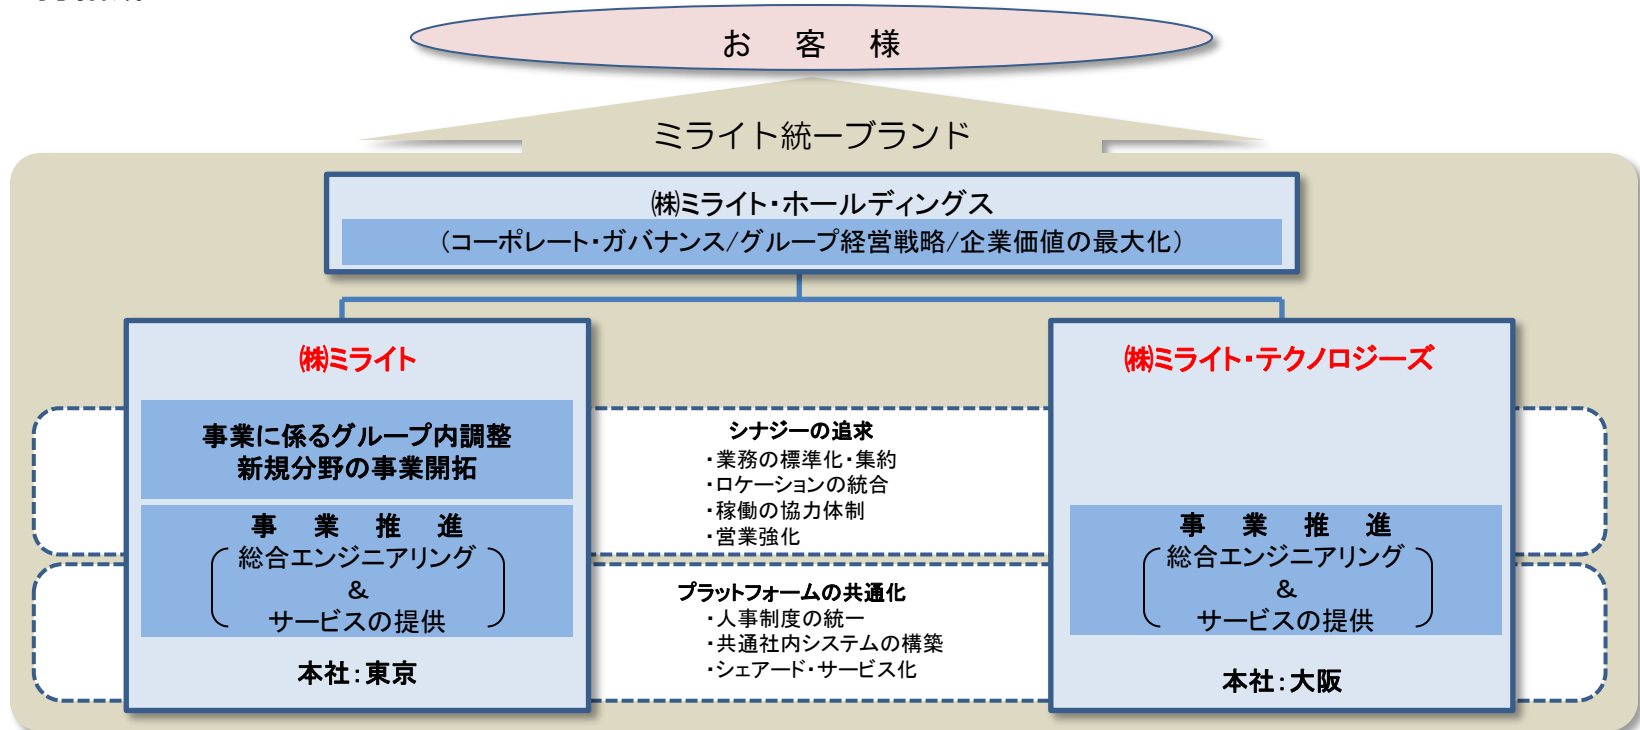 お 客 様
ミライト統一ブランド
㈱ミライト・ホールディングス
（コーポレート・ガバナンス/グループ経営戦略/企業価値の最大化）
㈱ミライト
事業に係るグループ内調整
新規分野の事業開拓
事 業 推 進
総合エンジニアリング
＆
サービスの提供
本社：東京
シナジーの追求
・業務の標準化・集約
・ロケーションの統合
・稼働の協力体制
・営業強化
プラットフォームの共通化
・人事制度の統一
・共通社内システムの構築
・シェアード・サービス化
㈱ミライト・テクノロジーズ
事 業 推 進
総合エンジニアリング
＆
サービスの提供
本社：大阪